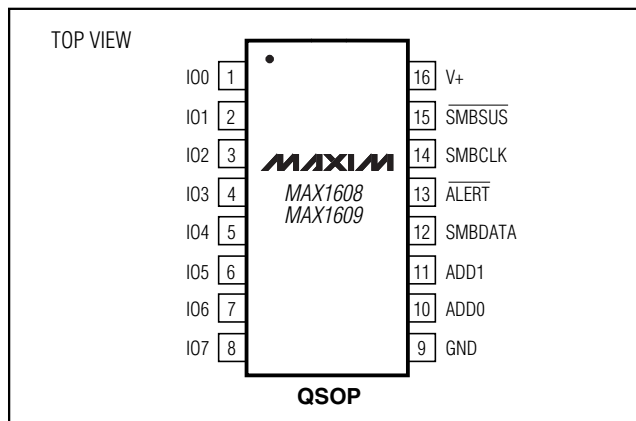 TOP VIEW
IO0 1 16 V+
IO1 2 15 SMBSUS
IO2 3 MAXIM 14 SMBCLK
IO3 4 MAX1608 13 ALERT
MAX1609
IO4 5 12 SMBDATA
IO5 6 11 ADD1
IO6 7 10 ADD0
IO7 8 9 GND
QSOP